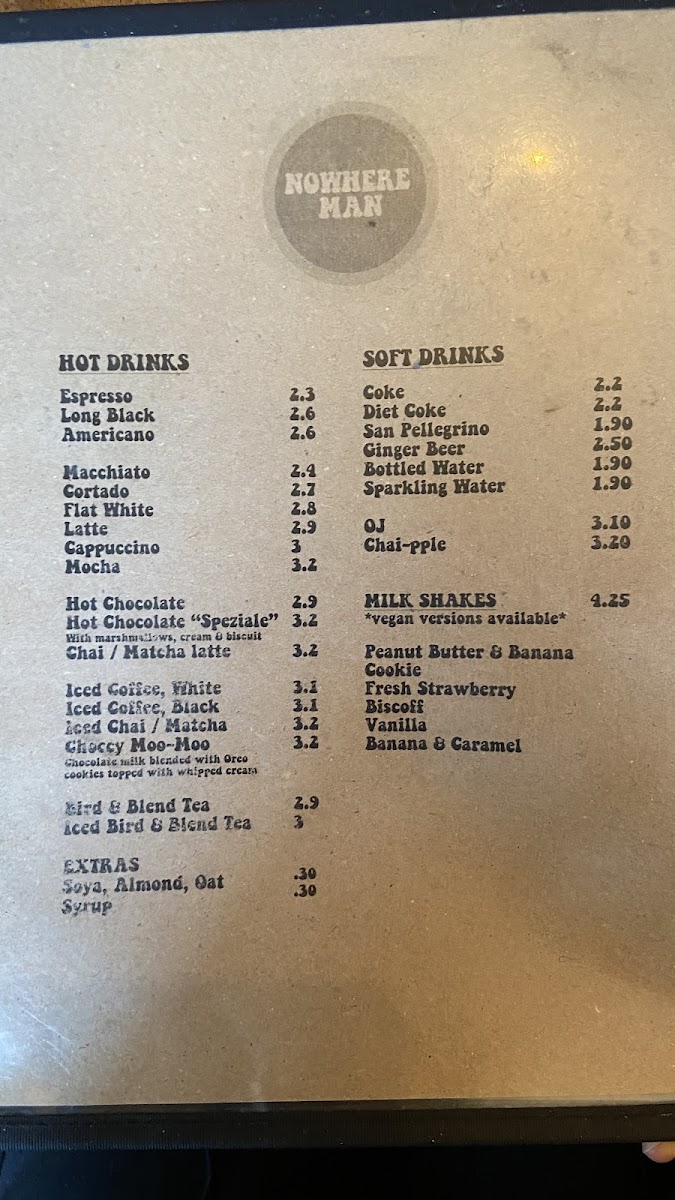 NOWHERE
MAN
HOT DRINKS
Espresso 2.3
Long Black 2.6
Americano 2.6
Macchiato 2.4
Cortado 2.7
Flat White 2.8
Latte 2.9
Cappuccino 3
Mocha 3.2
Hot Chocolate 2.9
Hot Chocolate “Speziale” 3.2
With marshmallows, cream & biscuit
Chai / Matcha latte 3.2
Iced Coffee, White 3.1
Iced Coffee, Black 3.1
Iced Chai / Matcha 3.2
Choccy Moo-Moo 3.2
Chocolate milk blended with Oreo
cookies topped with whipped cream
Bird & Blend Tea 2.9
Iced Bird & Blend Tea 3
EXTRAS
Soya, Almond, Oat .30
Syrup .30
SOFT DRINKS
Coke 2.2
Diet Coke 2.2
San Pellegrino 1.90
Ginger Beer 2.50
Bottled Water 1.90
Sparkling Water 1.90
OJ 3.10
Chai-pple 3.20
MILK SHAKES 4.25
*vegan versions available*
Peanut Butter & Banana
Cookie
Fresh Strawberry
Biscoff
Vanilla
Banana & Caramel